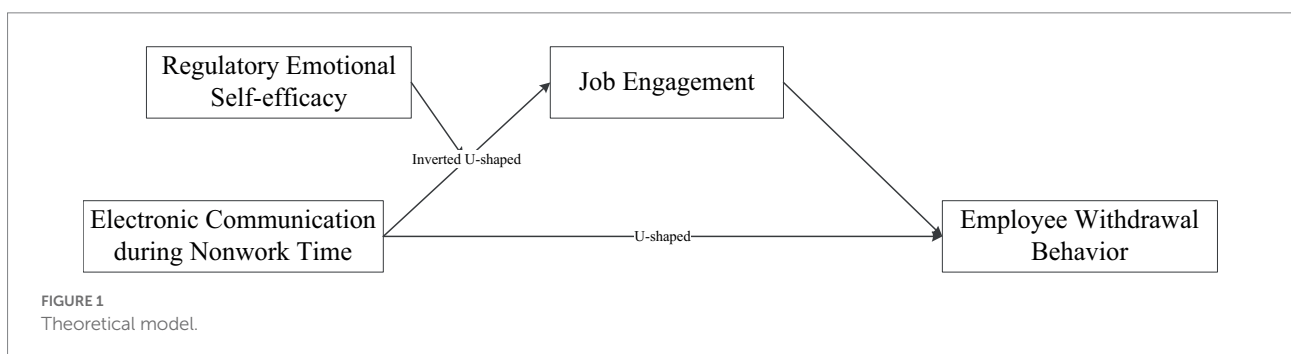 Regulatory Emotional
Self-efficacy
Job Engagement
Inverted U-shaped
Electronic Communication
during Nonwork Time
U-shaped
Employee Withdrawal
Behavior
FIGURE 1
Theoretical model.